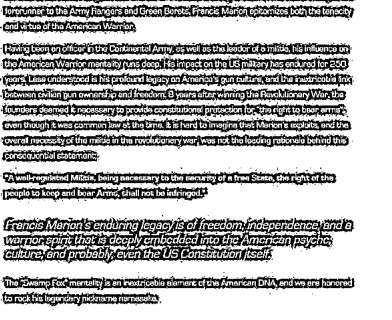 forerunner to the Army Rangers and Green Berets, Francis Marion epitomizes both the tenacity
and virtue of the American Warrior.
Having been an officer in the Continental Army, as well as the leader of a militia, his influence on
the American Warrior mentality runs deep. His impact on the US military has endured for 250
years. Less understood is his profound legacy on America's gun culture, and the inextricable link
between civilian gun ownership and freedom. 8 years after winning the Revolutionary War, the
founders deemed it necessary to provide constitutional protection for "the right to bear arms",
even though it was common law at the time. It is hard to imagine that Marion's exploits, and the
overall necessity of the militia in the revolutionary war, was not the leading rationale behind this
consequential statement:
"A well-regulated Militia, being necessary to the security of a free State, the right of the
people to keep and bear Arms, shall not be infringed."
Francis Marion's enduring legacy is of freedom, independence, and a
warrior spirit that is deeply embedded into the American psyche,
culture, and probably, even the US Constitution itself.
The "Swamp Fox" mentality is an inextricable element of the American DNA, and we are honored
to rock his legendary nickname namesake.